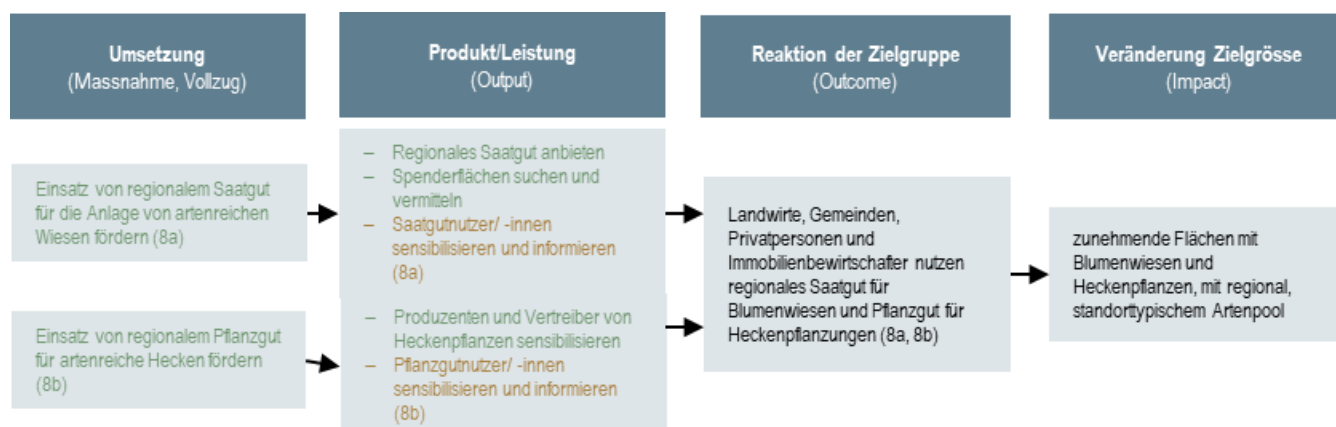 Umsetzung
(Massnahme, Vollzug)
Produkt/Leistung
(Output)
Reaktion der Zielgruppe
(Outcome)
Veränderung Zielgrösse
(Impact)
Einsatz von regionalem Saatgut
für die Anlage von artenreichen
Wiesen fördern (8a)
– Regionales Saatgut anbieten
– Spenderflächen suchen und
vermitteln
– Saatgutnutzer/ -innen
sensibilisieren und informieren
(8a)
Einsatz von regionalem Pflanzgut
für artenreiche Hecken fördern
(8b)
– Produzenten und Vertreiber von
Heckenpflanzen sensibilisieren
– Pflanzgutnutzer/ -innen
sensibilisieren und informieren
(8b)
Landwirte, Gemeinden,
Privatpersonen und
Immobilienbewirtschafter nutzen
regionales Saatgut für
Blumenwiesen und Pflanzgut für
Heckenpflanzungen (8a, 8b)
zunehmende Flächen mit
Blumenwiesen und
Heckenpflanzen, mit regional,
standorttypischem Artenpool